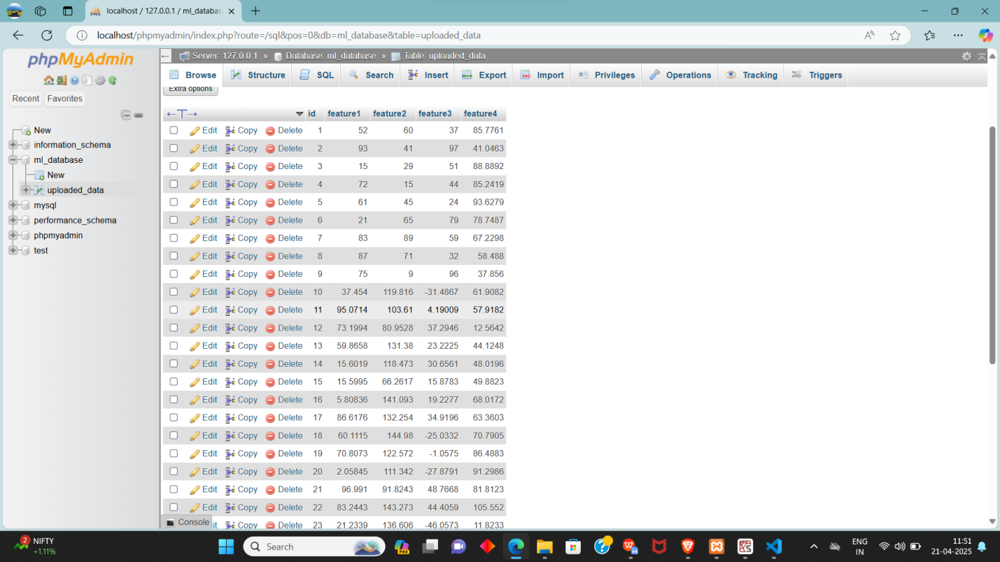 localhost / 127.0.0.1 / ml_databas
localhost/phpmyadmin/index.php?route=/sql&pos=0&db=ml_database&table=uploaded_data
phpMyAdmin
Recent Favorites
New
information_schema
ml_database
New
uploaded_data
mysql
performance_schema
phpmyadmin
test
Server: 127.0.0.1 » Database: ml_database » Table: uploaded_data
Browse Structure SQL Search Insert Export Import Privileges Operations Tracking Triggers
Extra options
←T→ id feature1 feature2 feature3 feature4
Edit Copy Delete 1 52 60 37 85.7761
Edit Copy Delete 2 93 41 97 41.0463
Edit Copy Delete 3 15 29 51 88.8892
Edit Copy Delete 4 72 15 44 85.2419
Edit Copy Delete 5 61 45 24 93.6279
Edit Copy Delete 6 21 65 79 78.7487
Edit Copy Delete 7 83 89 59 67.2298
Edit Copy Delete 8 87 71 32 58.488
Edit Copy Delete 9 75 9 96 37.856
Edit Copy Delete 10 37.454 119.816 -31.4867 61.9082
Edit Copy Delete 11 95.0714 103.61 4.19009 57.9182
Edit Copy Delete 12 73.1994 80.9528 37.2946 12.5642
Edit Copy Delete 13 59.8658 131.38 23.2225 44.1248
Edit Copy Delete 14 15.6019 118.473 30.6561 48.0196
Edit Copy Delete 15 15.5995 66.2617 15.8783 49.8823
Edit Copy Delete 16 5.80836 141.093 19.2277 68.0172
Edit Copy Delete 17 86.6176 132.254 34.9196 63.3603
Edit Copy Delete 18 60.1115 144.98 -25.0332 70.7905
Edit Copy Delete 19 70.8073 122.572 -1.0575 86.4883
Edit Copy Delete 20 2.05845 111.342 -27.8791 91.2986
Edit Copy Delete 21 96.991 91.8243 48.7668 81.8123
Edit Copy Delete 22 83.2443 143.273 44.4059 105.552
Console it Copy Delete 23 21.2339 136.606 -46.0573 11.8233
2 NIFTY
+1.11%
Search
PRE
ENG
IN
11:51
21-04-2025